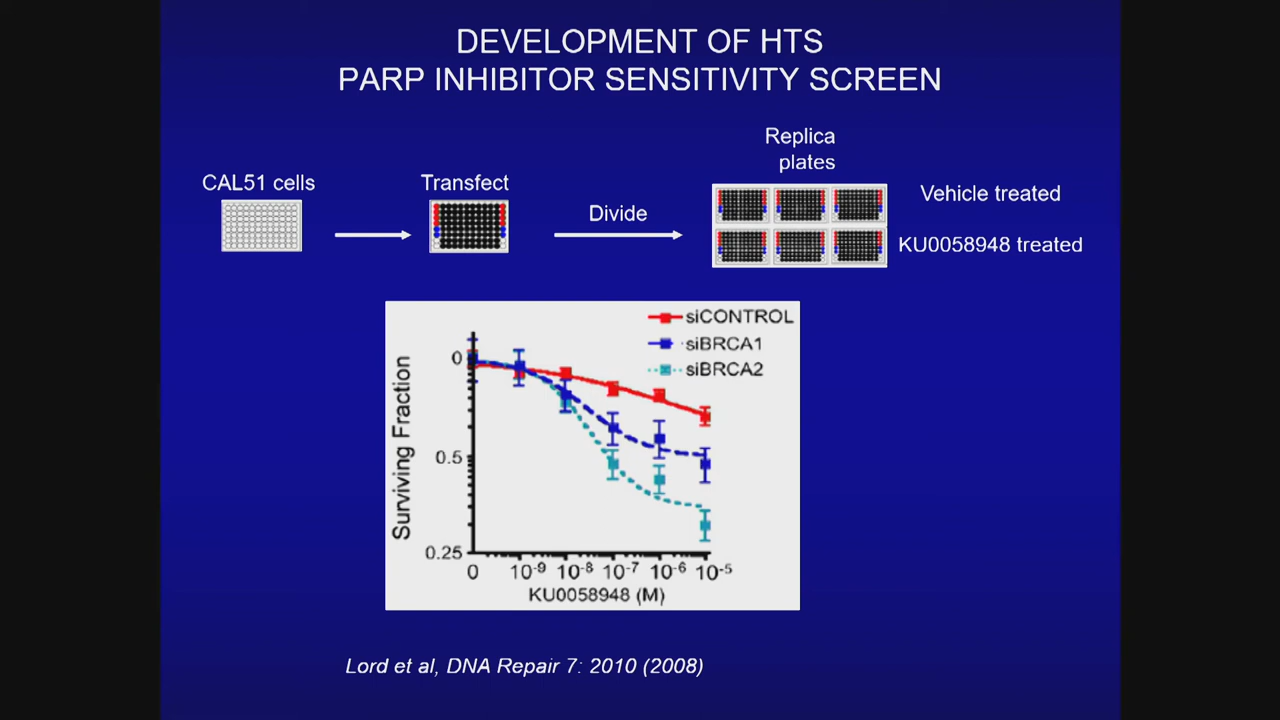 DEVELOPMENT OF HTS
PARP INHIBITOR SENSITIVITY SCREEN
Replica
plates
CAL51 cells
Transfect
Divide
Vehicle treated
KU0058948 treated
siCONTROL
siBRCA1
siBRCA2
Surviving Fraction
0
0.5
0.25
0 10-9 10-8 10-7 10-6 10-5
KU0058948 (M)
Lord et al, DNA Repair 7: 2010 (2008)